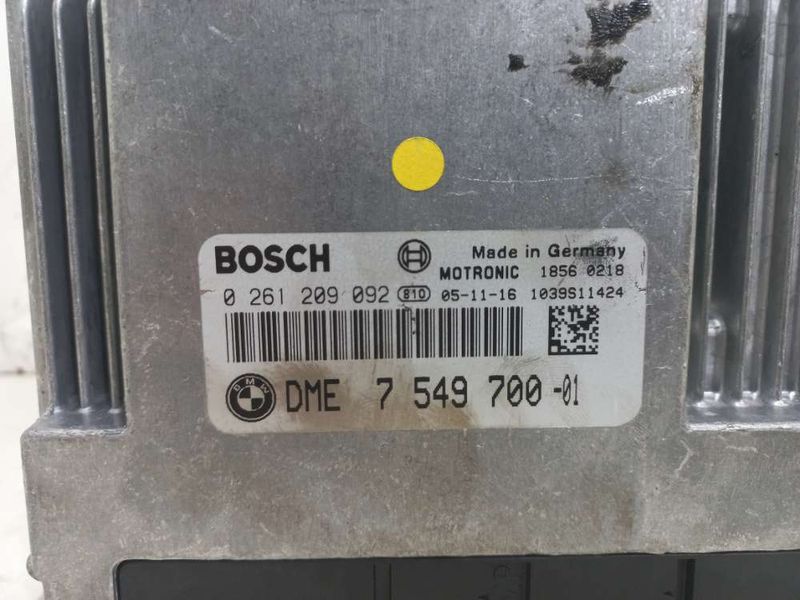 BOSCH
Made in Germany
MOTRONIC 1856 0218
0 261 209 092 810 05-11-16 1039S11424
BMW DME 7 549 700-01